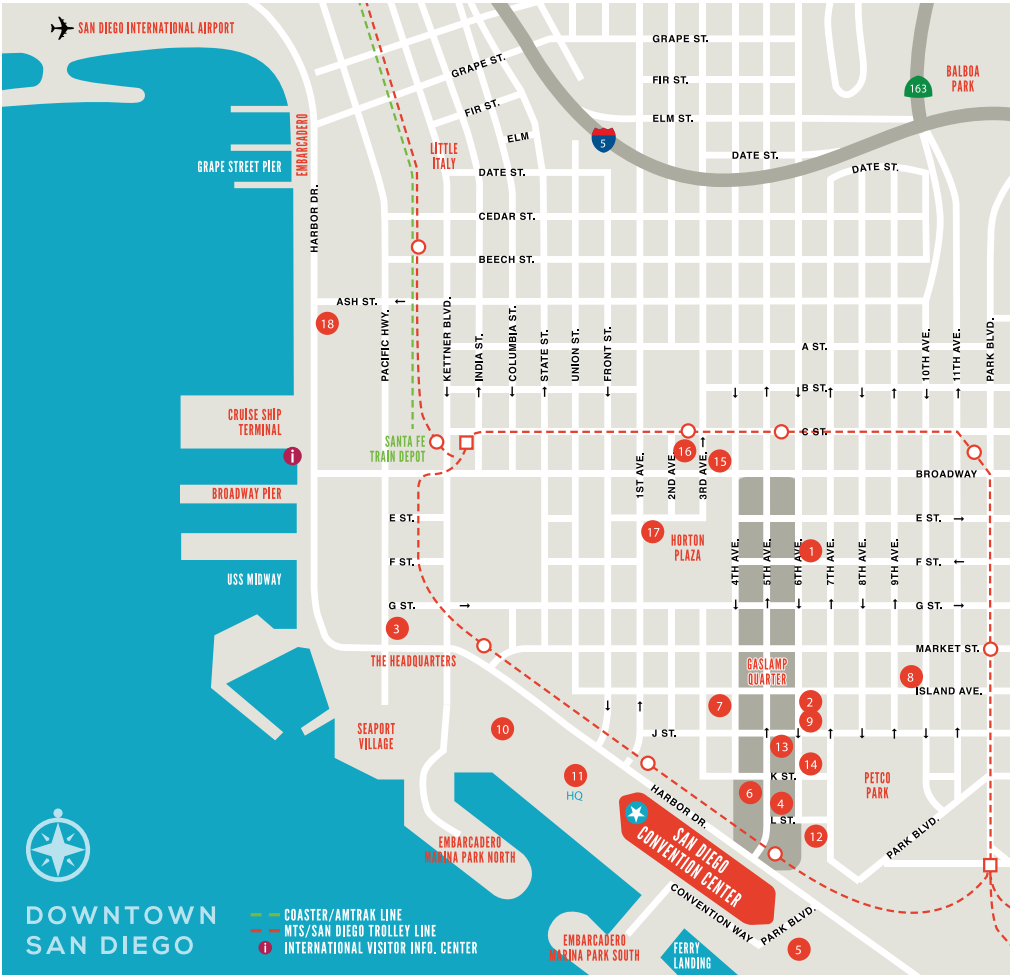 SAN DIEGO INTERNATIONAL AIRPORT
GRAPE ST.
GRAPE ST.
BALBOA
PARK
FIR ST.
163
FIR ST.
ELM ST.
EMBARCADERO
ELM
5
LITTLE
ITALY
DATE ST.
GRAPE STREET PIER
DATE ST.
DATE ST.
HARBOR DR.
CEDAR ST.
BEECH ST.
ASH ST.
18
PACIFIC HWY.
KETTNER BLVD.
INDIA ST.
COLUMBIA ST.
STATE ST.
UNION ST.
FRONT ST.
A ST.
10TH AVE.
11TH AVE.
PARK BLVD.
B ST.
CRUISE SHIP
TERMINAL
SANTA FE
TRAIN DEPOT
C ST.
i
16
15
1ST AVE.
2ND AVE.
3RD AVE.
BROADWAY
BROADWAY PIER
E ST.
E ST.
17
HORTON
PLAZA
1
4TH AVE.
5TH AVE.
6TH AVE.
7TH AVE.
8TH AVE.
9TH AVE.
F ST.
F ST.
USS MIDWAY
G ST.
G ST.
3
THE HEADQUARTERS
MARKET ST.
GASLAMP
QUARTER
8
ISLAND AVE.
7
2
9
SEAPORT
VILLAGE
10
J ST.
13
14
11
HQ
K ST.
PETCO
PARK
6
4
HARBOR DR.
L ST.
12
PARK BLVD.
SAN DIEGO
CONVENTION CENTER
EMBARCADERO
MARINA PARK NORTH
CONVENTION WAY
PARK BLVD.
5
EMBARCADERO
MARINA PARK SOUTH
FERRY
LANDING
DOWNTOWN
SAN DIEGO
COASTER/AMTRAK LINE
MTS/SAN DIEGO TROLLEY LINE
i INTERNATIONAL VISITOR INFO. CENTER